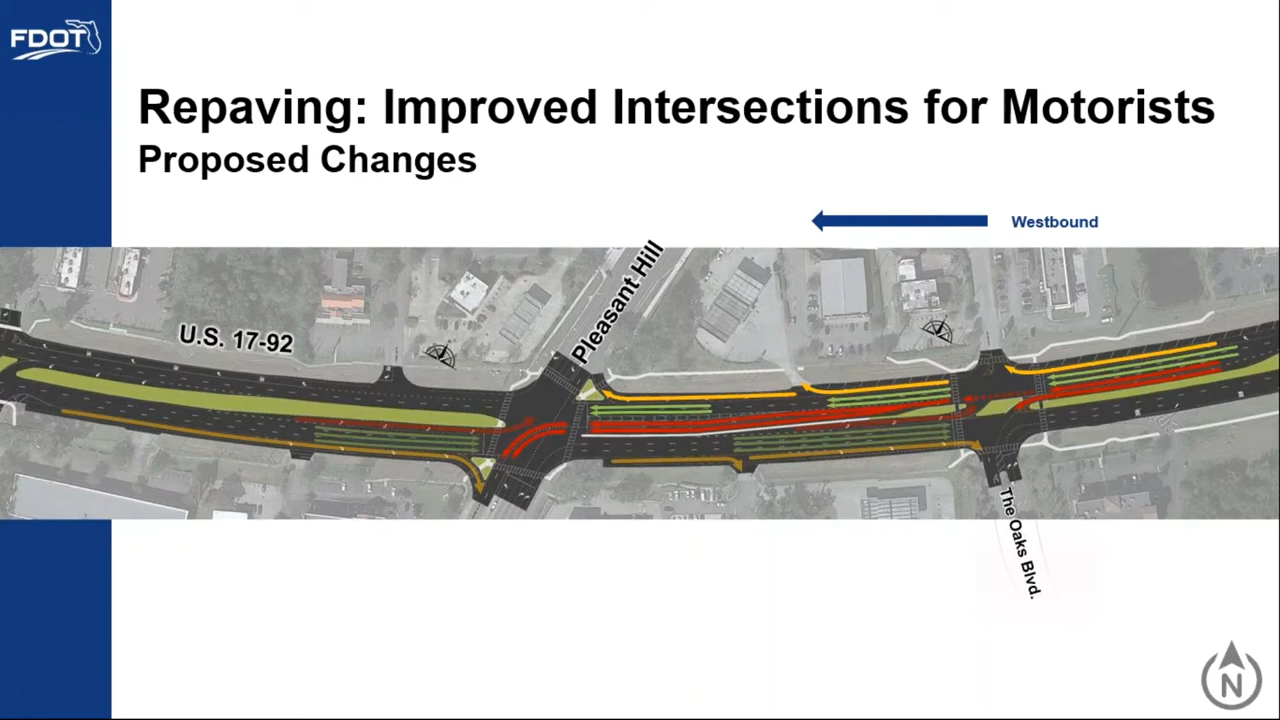 FDOT
Repaving: Improved Intersections for Motorists
Proposed Changes
Westbound
U.S. 17-92
Pleasant Hill
The Oaks Blvd.
N